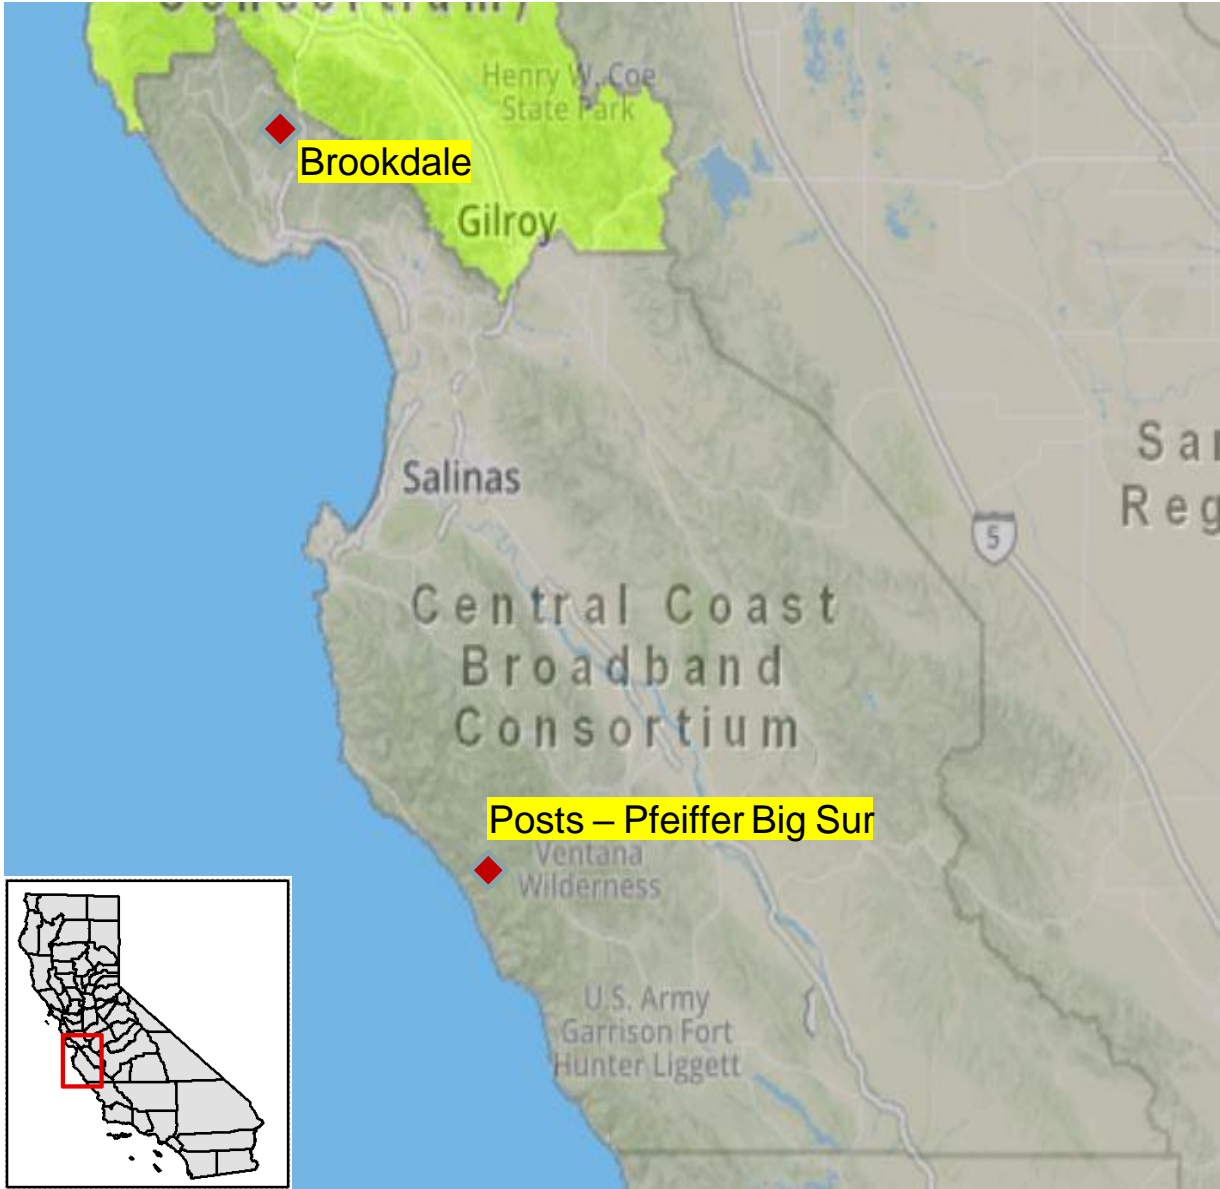 Consortium)
Henry W. Coe
State Park
Brookdale
Gilroy
Salinas
5
Central Coast
Broadband
Consortium
Posts – Pfeiffer Big Sur
Ventana
Wilderness
U.S. Army
Garrison Fort
Hunter Liggett